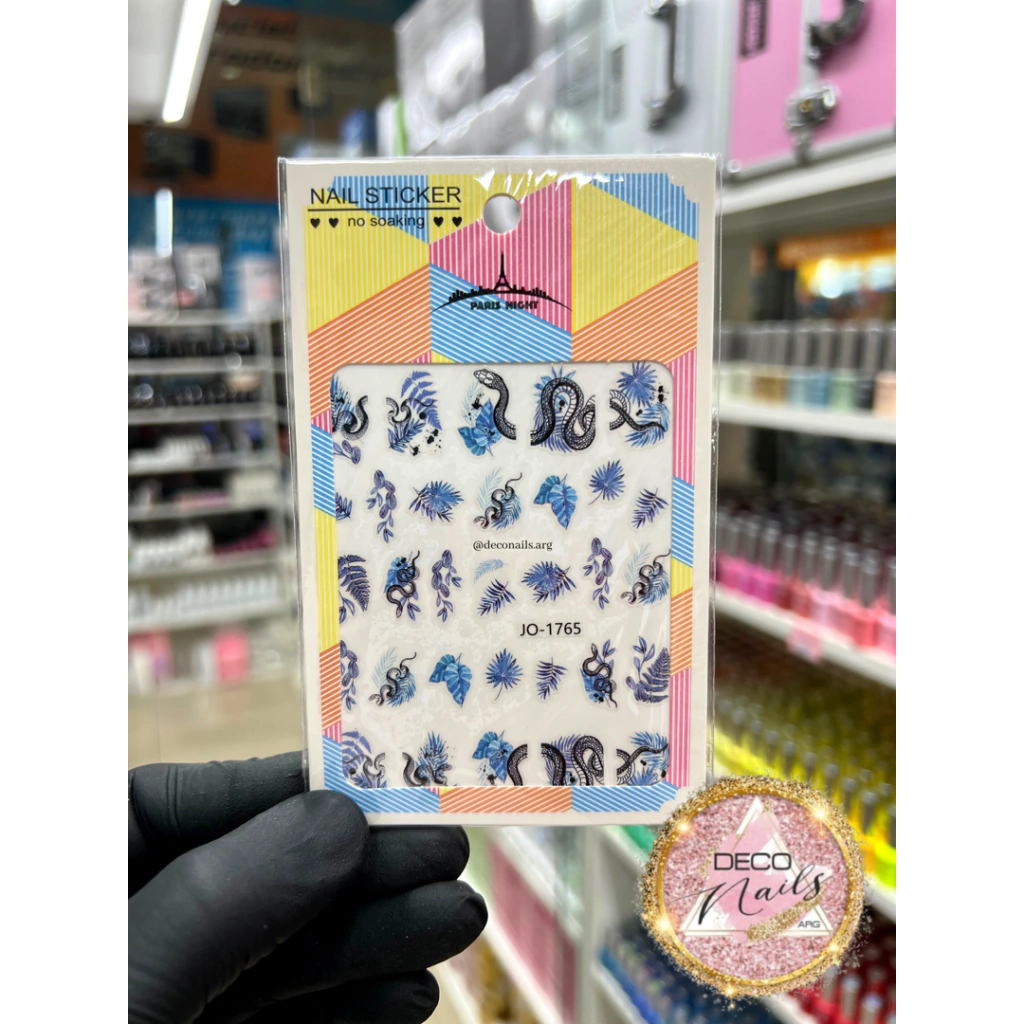 NAIL STICKER
♥ ♥ no soaking ♥ ♥
PARIS NIGHT
@deconails.arg
JO-1765
DECO
Nails
ARG